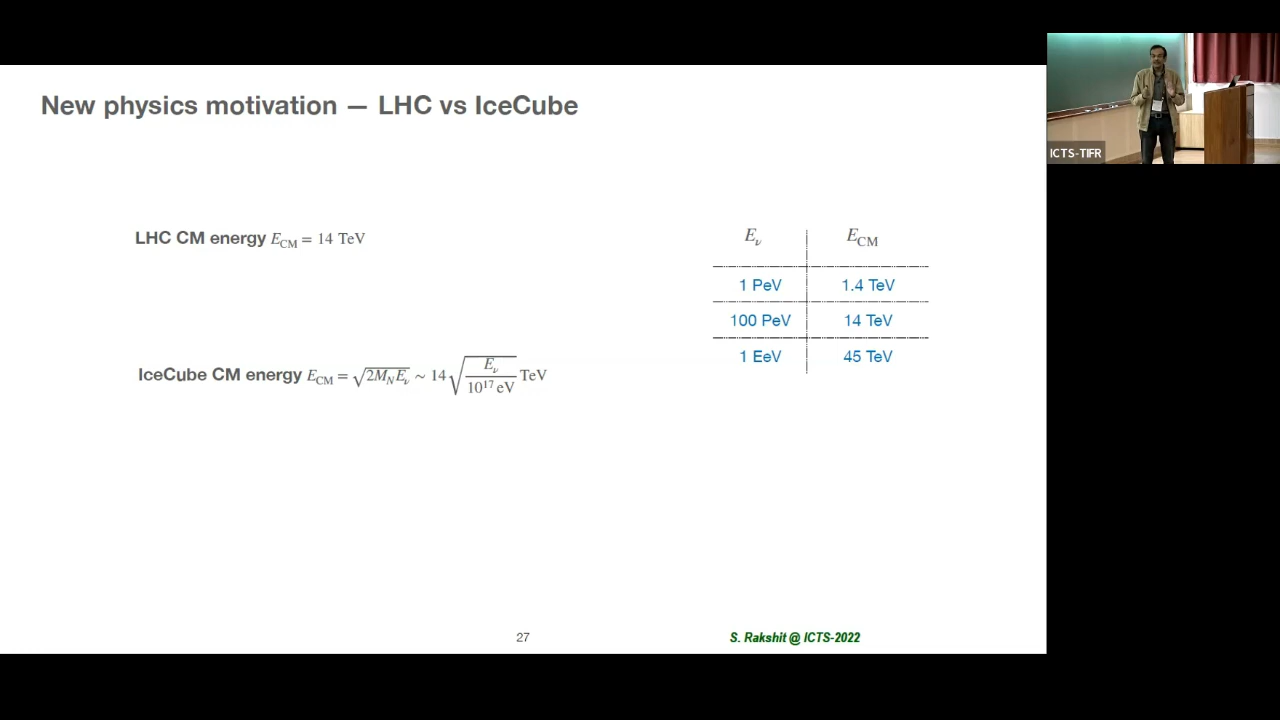 New physics motivation — LHC vs IceCube
ICTS-TIFR
LHC CM energy E_CM = 14 TeV
IceCube CM energy E_CM = √(2M_N E_ν) ~ 14 √(E_ν / 10^17 eV) TeV
E_ν E_CM
1 PeV 1.4 TeV
100 PeV 14 TeV
1 EeV 45 TeV
27
S. Rakshit @ ICTS-2022